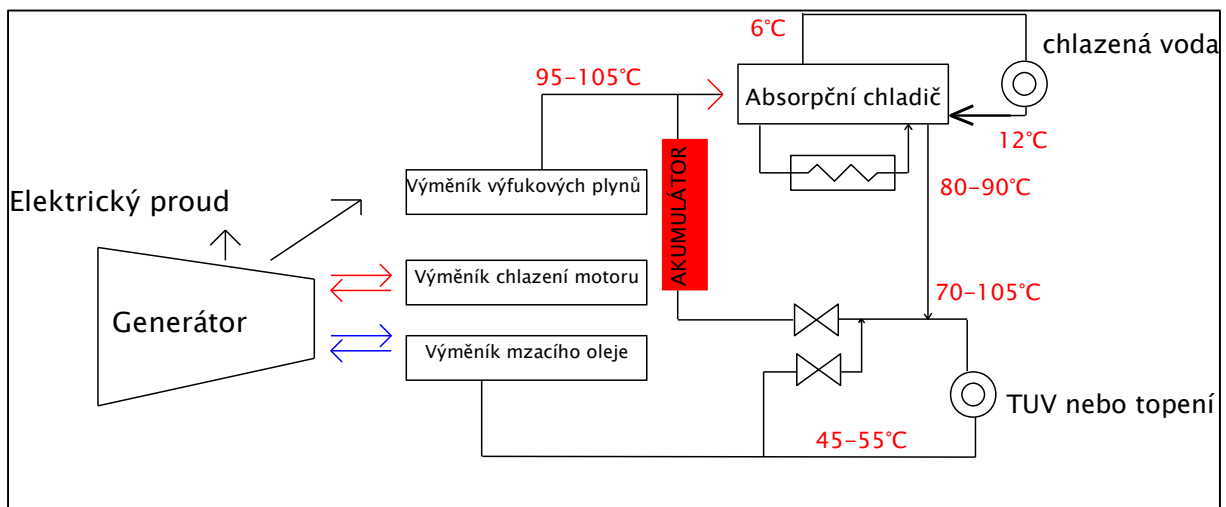 6°C
chlazená voda
95-105°C
Absorpční chladič
12°C
Výměník výfukových plynů
AKUMULÁTOR
80-90°C
Elektrický proud
Výměník chlazení motoru
70-105°C
Generátor
Výměník mzacího oleje
TUV nebo topení
45-55°C